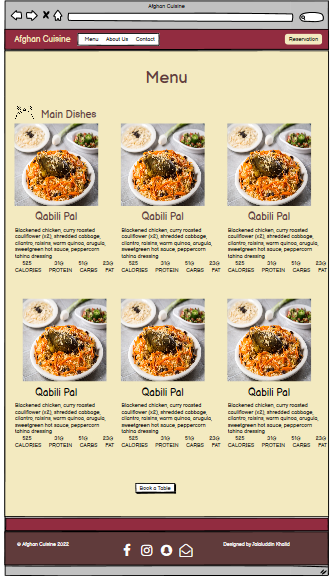 Afghan Cuisine
Afghan Cuisine Menu About Us Contact Reservation
Menu
Main Dishes
Qabili Pal Qabili Pal Qabili Pal
Blackened chicken, curry roasted Blackened chicken, curry roasted Blackened chicken, curry roasted
cauliflower (x2), shredded cabbage, cauliflower (x2), shredded cabbage, cauliflower (x2), shredded cabbage,
cilantro, raisins, warm quinoa, arugula, cilantro, raisins, warm quinoa, arugula, cilantro, raisins, warm quinoa, arugula,
sweetgreen hot sauce, peppercorn sweetgreen hot sauce, peppercorn sweetgreen hot sauce, peppercorn
tahina dressing tahina dressing tahina dressing
525 31G 51G 23G 525 31G 51G 23G 525 31G 51G 23G
CALORIES PROTEIN CARBS FAT CALORIES PROTEIN CARBS FAT CALORIES PROTEIN CARBS FAT
Qabili Pal Qabili Pal Qabili Pal
Blackened chicken, curry roasted Blackened chicken, curry roasted Blackened chicken, curry roasted
cauliflower (x2), shredded cabbage, cauliflower (x2), shredded cabbage, cauliflower (x2), shredded cabbage,
cilantro, raisins, warm quinoa, arugula, cilantro, raisins, warm quinoa, arugula, cilantro, raisins, warm quinoa, arugula,
sweetgreen hot sauce, peppercorn sweetgreen hot sauce, peppercorn sweetgreen hot sauce, peppercorn
tahina dressing tahina dressing tahina dressing
525 31G 51G 23G 525 31G 51G 23G 525 31G 51G 23G
CALORIES PROTEIN CARBS FAT CALORIES PROTEIN CARBS FAT CALORIES PROTEIN CARBS FAT
Book a Table
© Afghan Cuisine 2022 Designed by Jalaluddin Khalid